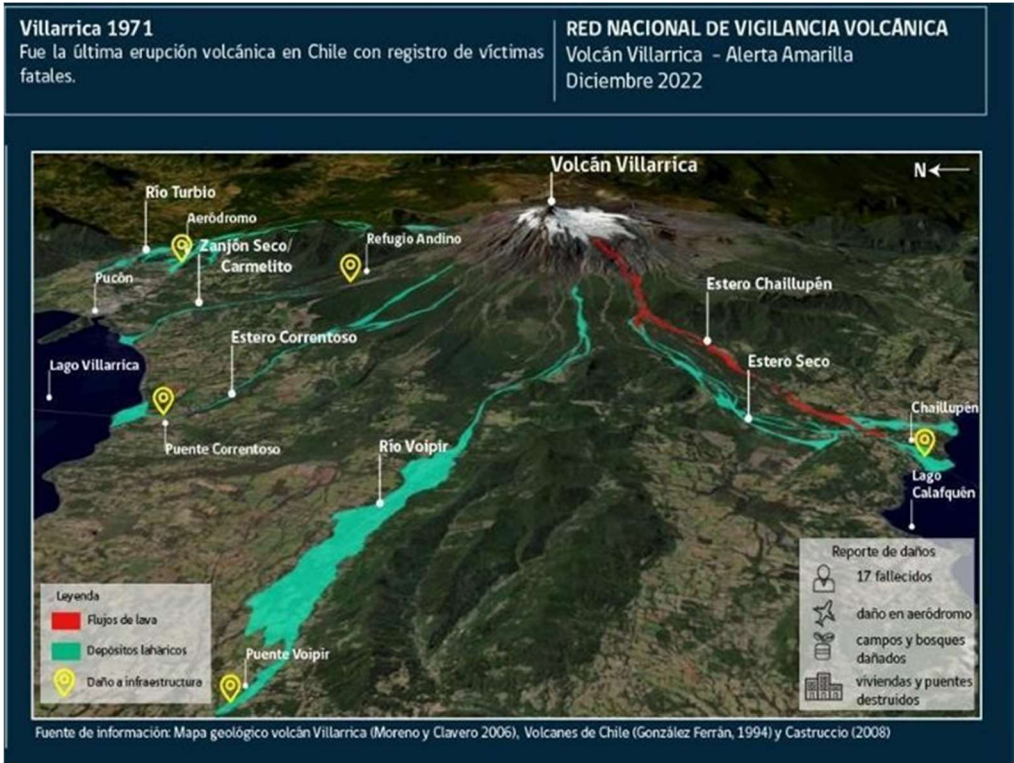 Villarrica 1971
Fue la última erupción volcánica en Chile con registro de víctimas
fatales.
RED NACIONAL DE VIGILANCIA VOLCÁNICA
Volcán Villarrica - Alerta Amarilla
Diciembre 2022
Volcán Villarrica
N
Río Turbio
Aeródromo
Zanjón Seco/
Carmelito
Refugio Andino
Pucón
Estero Chaillupén
Estero Correntoso
Estero Seco
Lago Villarrica
Chaillupén
Puente Correntoso
Río Voipir
Lago
Calafquén
Leyenda
Flujos de lava
Depósitos laháricos
Daño a infraestructura
Puente Voipir
Reporte de daños
17 fallecidos
daño en aeródromo
campos y bosques
dañados
viviendas y puentes
destruidos
Fuente de información: Mapa geológico volcán Villarrica (Moreno y Clavero 2006), Volcanes de Chile (González Ferrán, 1994) y Castruccio (2008)